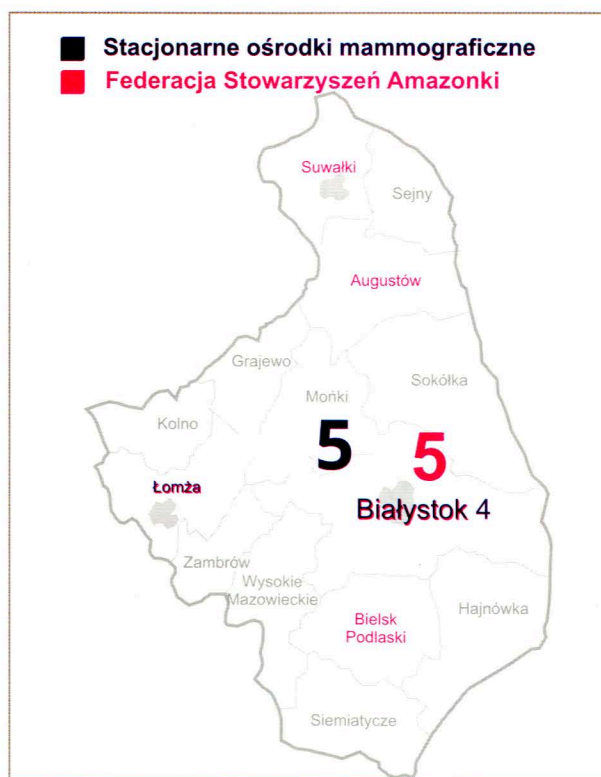 Stacjonarne ośrodki mammograficzne
Federacja Stowarzyszeń Amazonki
Suwałki
Sejny
Augustów
Grajewo
Sokółka
Mońki
Kolno
5
5
Łomża
Białystok 4
Zambrów
Wysokie
Mazowieckie
Hajnówka
Bielsk
Podlaski
Siemiatycze